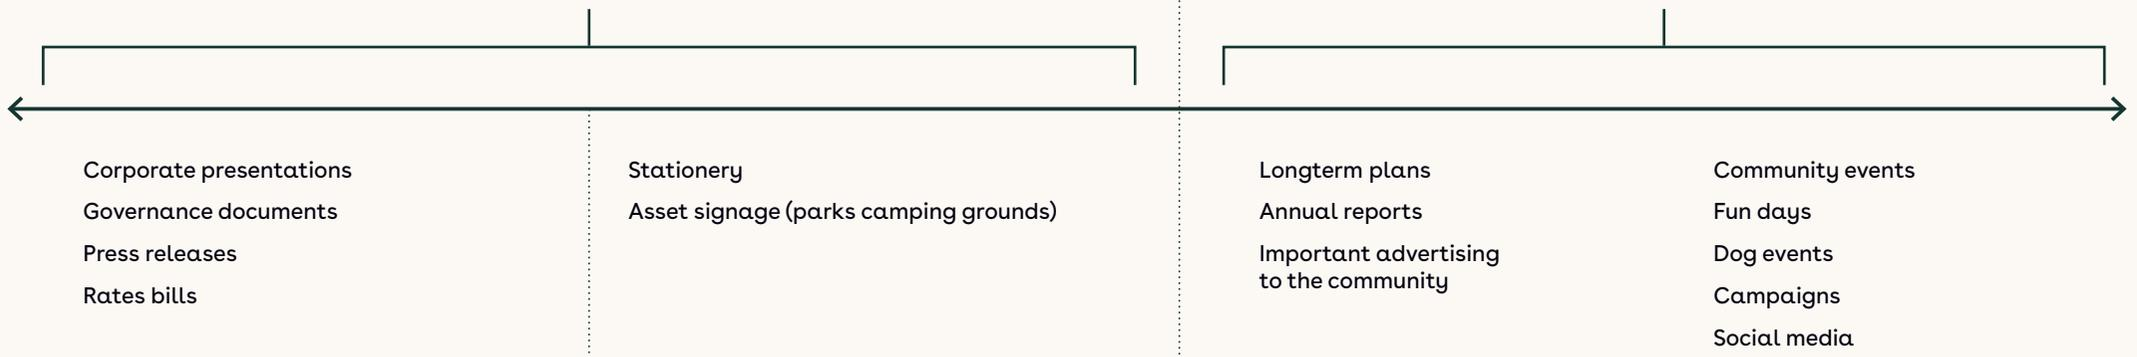 Corporate presentations
Governance documents
Press releases
Rates bills
Stationery
Asset signage (parks camping grounds)
Longterm plans
Annual reports
Important advertising
to the community
Community events
Fun days
Dog events
Campaigns
Social media